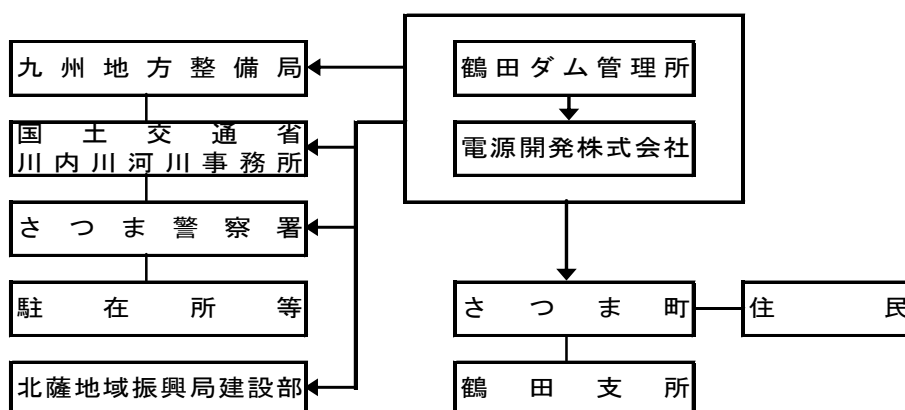 九州地方整備局
鶴田ダム管理所
国土交通省
川内川河川事務所
電源開発株式会社
さつま警察署
駐在所等
さつま町
住民
北薩地域振興局建設部
鶴田支所